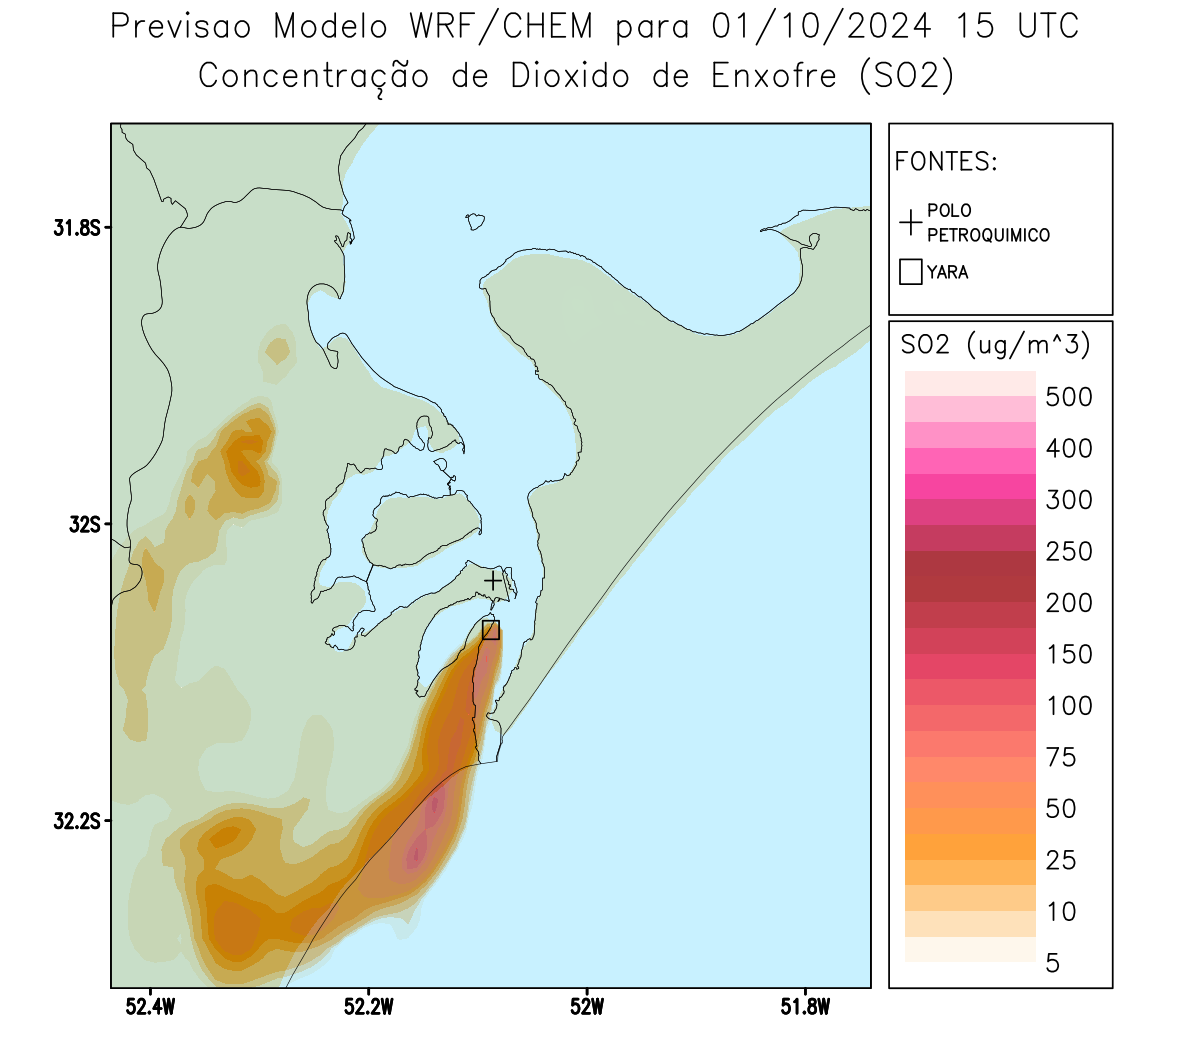 Previsao Modelo WRF/CHEM para 01/10/2024 15 UTC
Concentração de Dioxido de Enxofre (SO2)
FONTES:
POLO
PETROQUIMICO
YARA
SO2 (ug/m^3)
500
400
300
250
200
150
100
75
50
25
10
5
31.8S
32S
32.2S
52.4W
52.2W
52W
51.8W